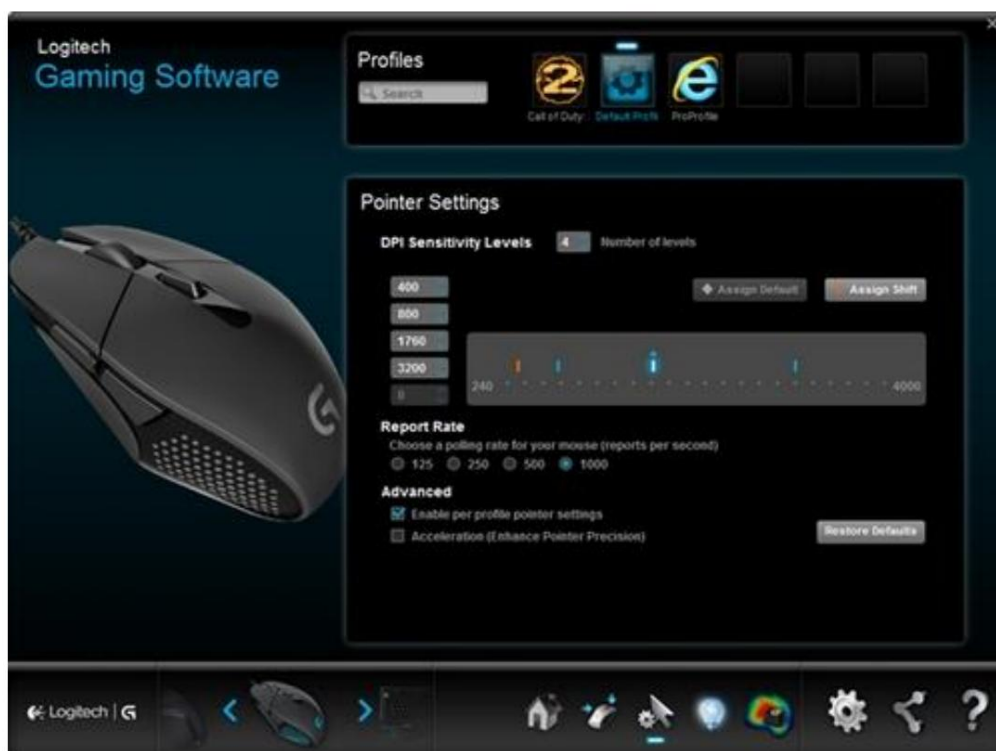 Logitech
Gaming Software
Profiles
Search
Call of Duty
Default Profil
ProProfile
Pointer Settings
DPI Sensitivity Levels
4
Number of levels
400
800
1760
3200
0
Assign Default
Assign Shift
240
4000
Report Rate
Choose a polling rate for your mouse (reports per second)
125
250
500
1000
Advanced
Enable per profile pointer settings
Acceleration (Enhance Pointer Precision)
Restore Defaults
Logitech | G